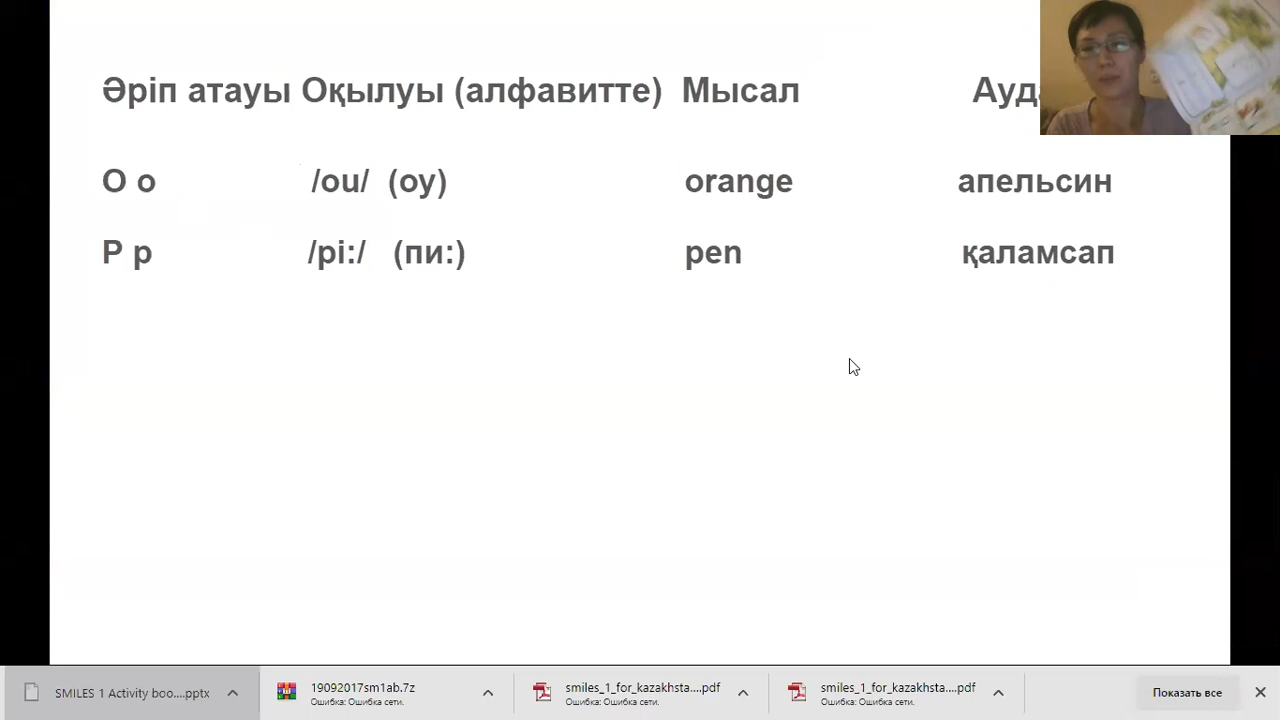 Әріп атауы Оқылуы (алфавитте) Мысал
O o /ou/ (оу) orange апельсин
P p /pi:/ (пи:) pen қаламсап
SMILES 1 Activity boo....pptx
19092017sm1ab.7z
Ошибка: Ошибка сети.
smiles_1_for_kazakhsta....pdf
Ошибка: Ошибка сети.
smiles_1_for_kazakhsta....pdf
Ошибка: Ошибка сети.
Показать все